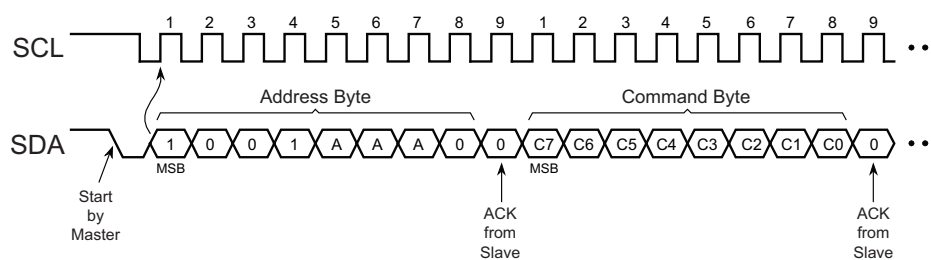 1 2 3 4 5 6 7 8 9 1 2 3 4 5 6 7 8 9
SCL
Address Byte Command Byte
SDA 1 0 0 1 A A A 0 0 C7 C6 C5 C4 C3 C2 C1 C0 0
MSB MSB
Start
by
Master
ACK
from
Slave
ACK
from
Slave